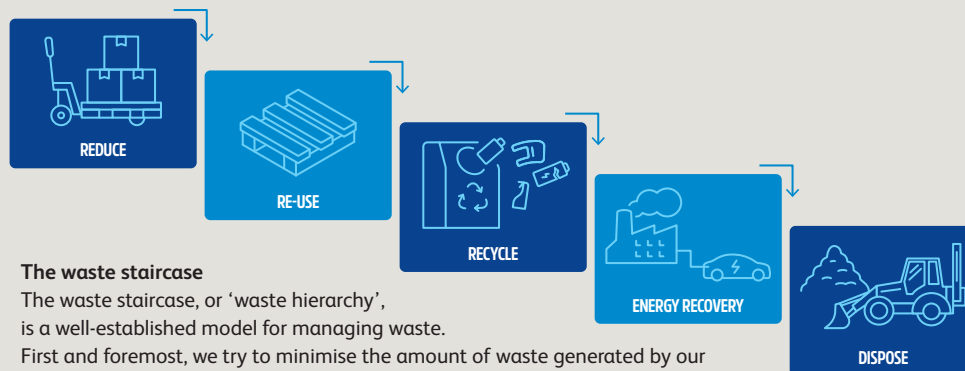 REDUCE
RE-USE
RECYCLE
ENERGY RECOVERY
DISPOSE
The waste staircase
The waste staircase, or ‘waste hierarchy’,
is a well-established model for managing waste.
First and foremost, we try to minimise the amount of waste generated by our